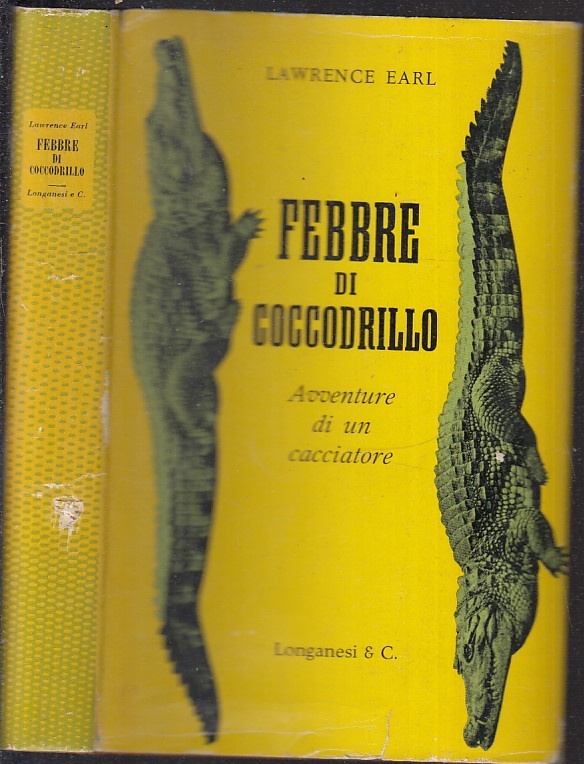 Lawrence Earl
FEBBRE
DI
COCCODRILLO
Longanesi e C.
LAWRENCE EARL
FEBBRE
DI
COCCODRILLO
Avventure
di un
cacciatore
Longanesi & C.